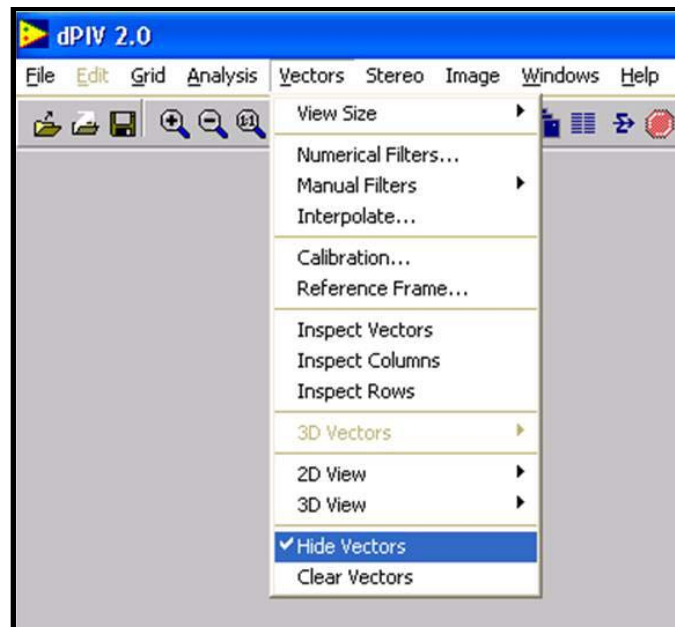 dPIV 2.0
File Edit Grid Analysis Vectors Stereo Image Windows Help
1:1
View Size
Numerical Filters...
Manual Filters
Interpolate...
Calibration...
Reference Frame...
Inspect Vectors
Inspect Columns
Inspect Rows
3D Vectors
2D View
3D View
Hide Vectors
Clear Vectors